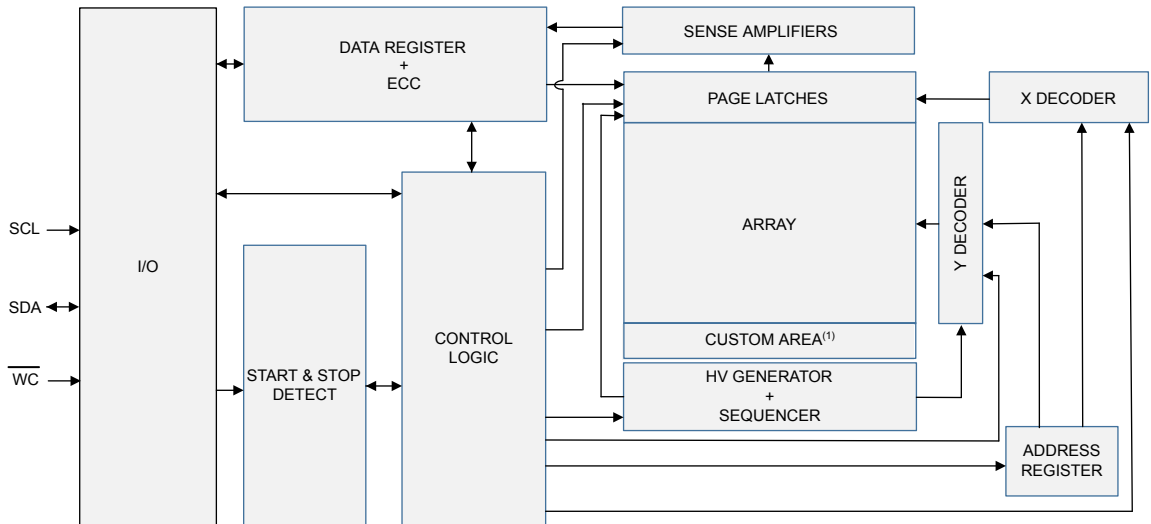 DATA REGISTER
+
ECC
SENSE AMPLIFIERS
PAGE LATCHES
X DECODER
ARRAY
Y DECODER
SCL
I/O
SDA
CONTROL
LOGIC
CUSTOM AREA(1)
WC
START & STOP
DETECT
HV GENERATOR
+
SEQUENCER
ADDRESS
REGISTER